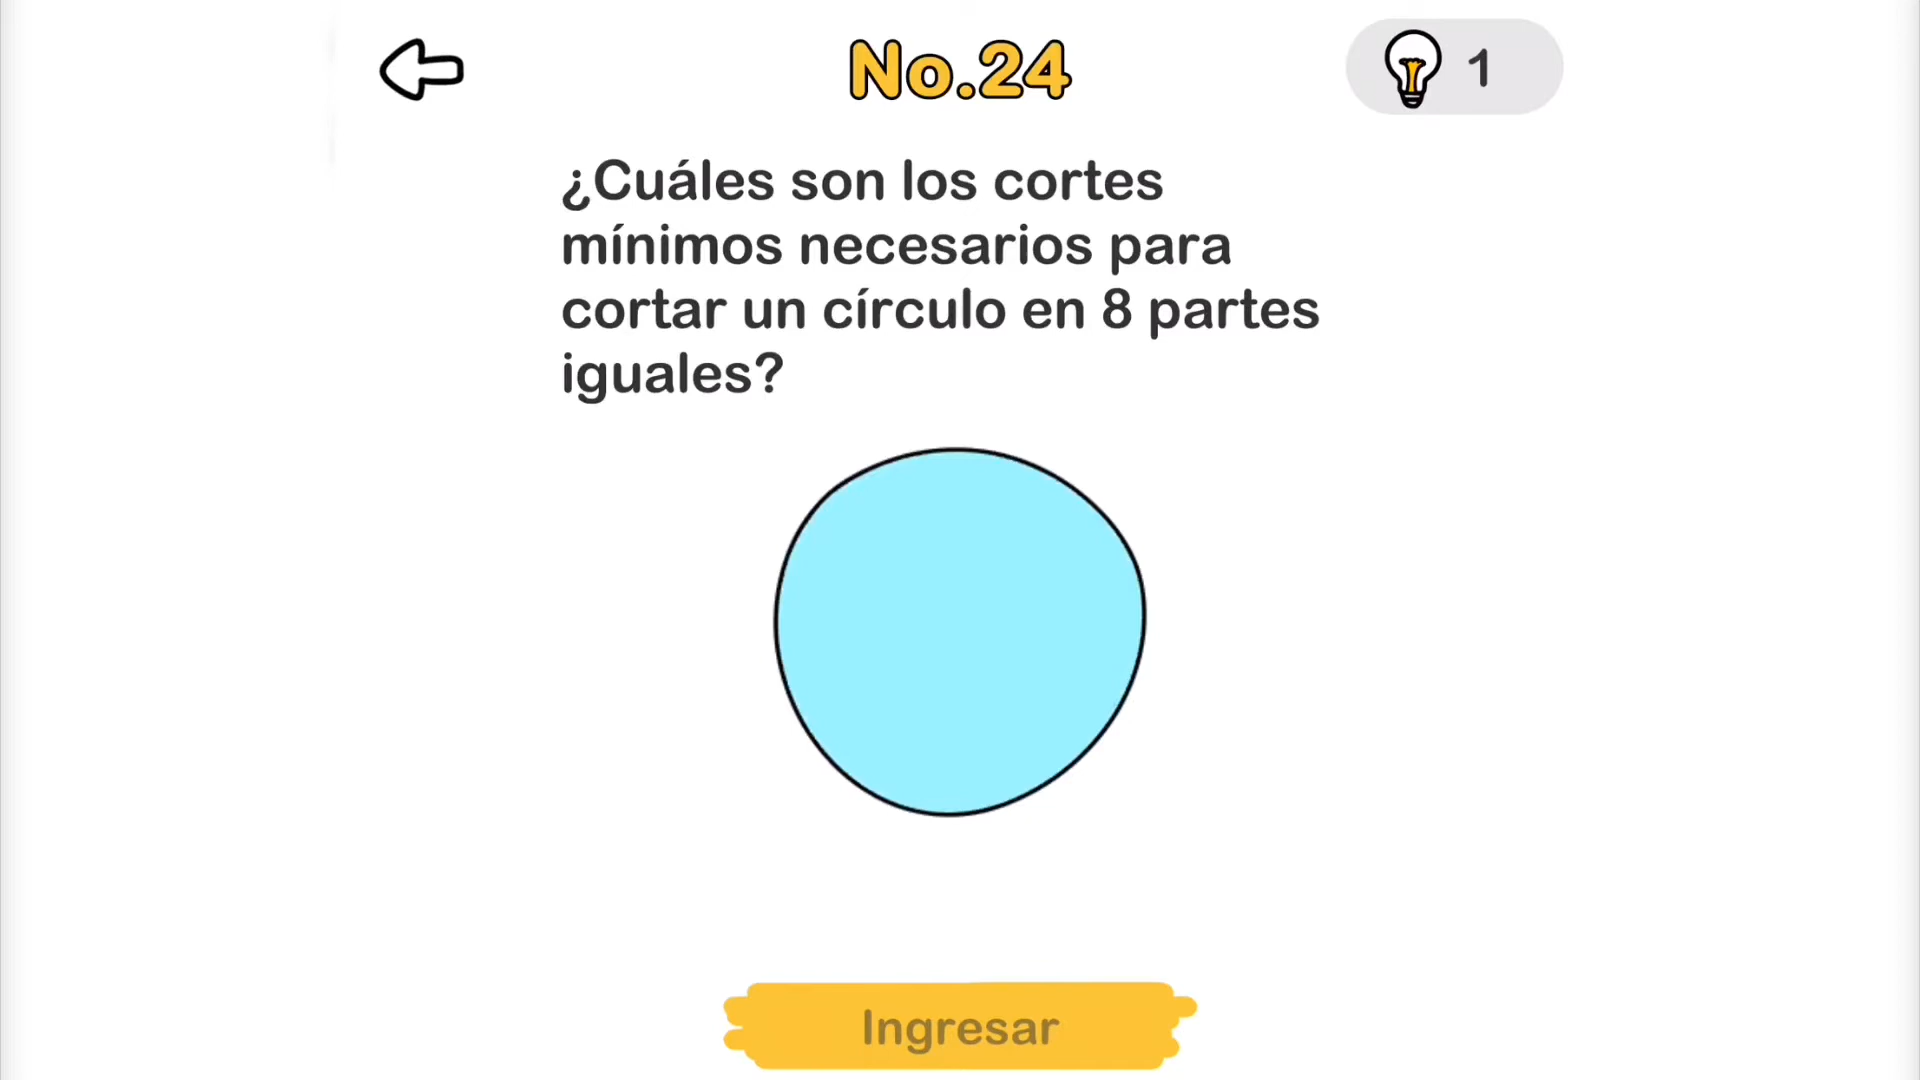 No.24
1
¿Cuáles son los cortes
mínimos necesarios para
cortar un círculo en 8 partes
iguales?
Ingresar